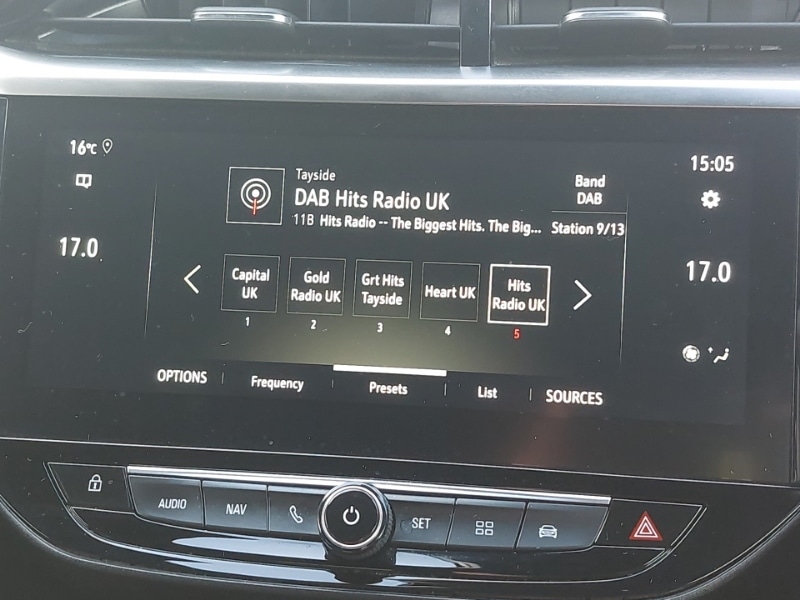 16°C
15:05
Tayside
DAB Hits Radio UK
11B Hits Radio -- The Biggest Hits. The Big...
Band
DAB
Station 9/13
17.0
17.0
Capital
UK
1
Gold
Radio UK
2
Grt Hits
Tayside
3
Heart UK
4
Hits
Radio UK
5
OPTIONS
Frequency
Presets
List
SOURCES
AUDIO
NAV
SET